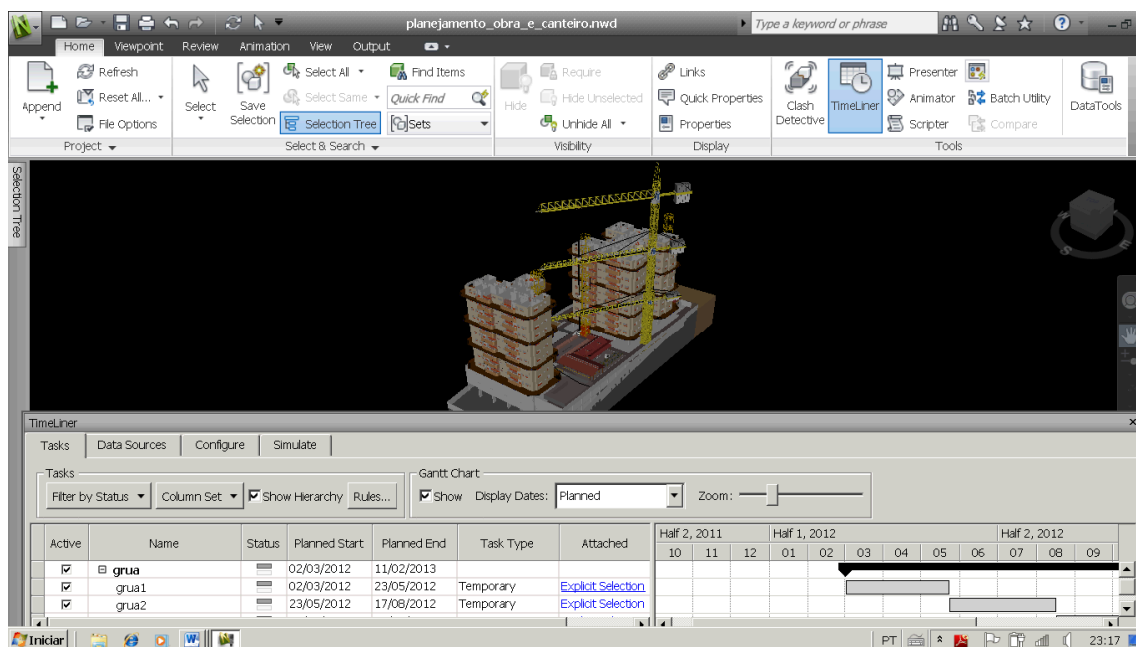 planejamento_obra_e_canteiro.nwd
Type a keyword or phrase
Home Viewpoint Review Animation View Output
Append
Refresh
Reset All...
File Options
Project
Select
Save Selection
Select All
Select Same
Selection Tree
Find Items
Quick Find
Sets
Select & Search
Hide
Require
Hide Unselected
Unhide All
Visibility
Links
Quick Properties
Properties
Display
Clash Detective
TimeLiner
Presenter
Animator
Scripter
Batch Utility
Compare
DataTools
Tools
Selection Tree
S
E
TimeLiner
Tasks Data Sources Configure Simulate
Tasks
Filter by Status Column Set Show Hierarchy Rules...
Gantt Chart
Show Display Dates: Planned Zoom:
Active Name Status Planned Start Planned End Task Type Attached
Half 2, 2011 Half 1, 2012 Half 2, 2012
10 11 12 01 02 03 04 05 06 07 08 09
grua 02/03/2012 11/02/2013
grua1 02/03/2012 23/05/2012 Temporary Explicit Selection
grua2 23/05/2012 17/08/2012 Temporary Explicit Selection
Iniciar
PT
23:17